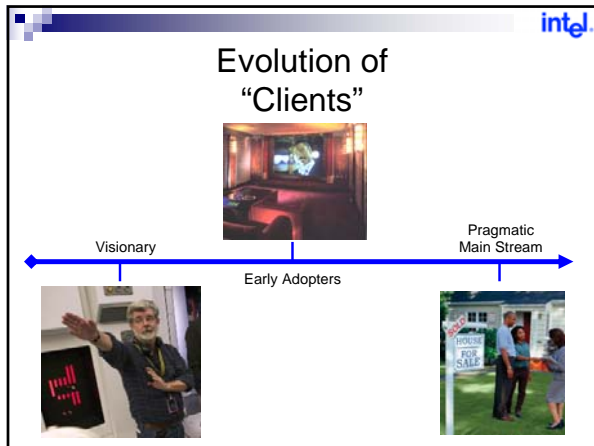 intel.
Evolution of
“Clients”
Visionary
Early Adopters
Pragmatic
Main Stream
SOLD
HOUSE
FOR
SALE